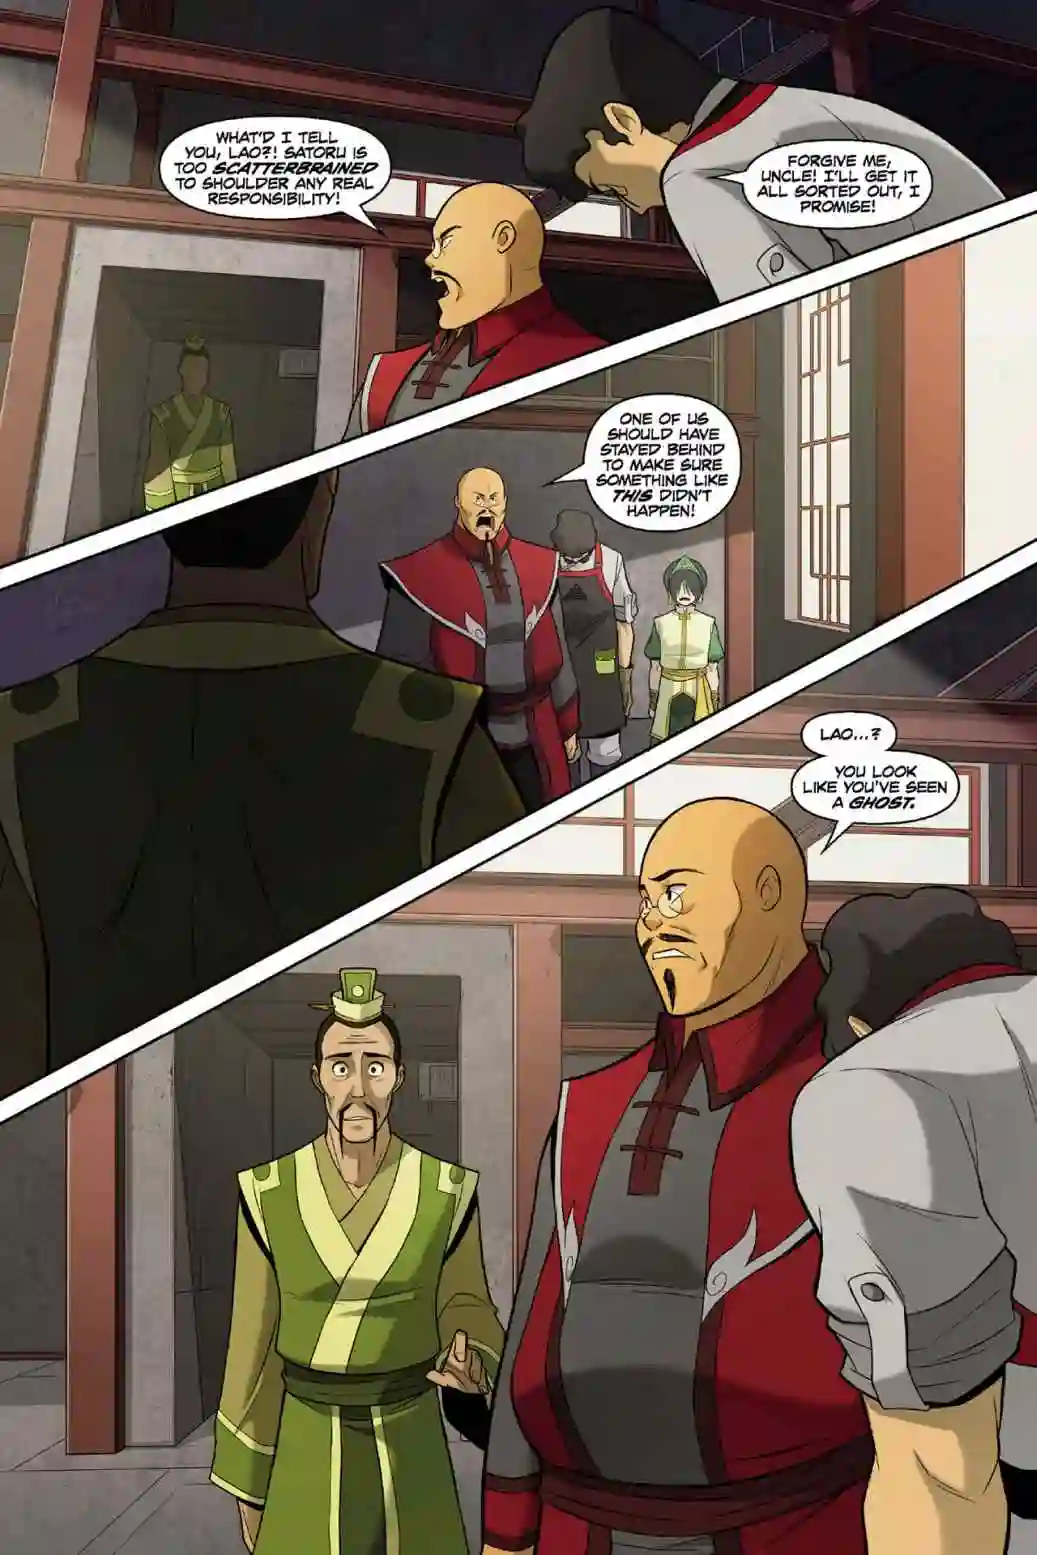 WHAT'D I TELL
YOU, LAO?! SATORU IS
TOO SCATTERBRAINED
TO SHOULDER ANY REAL
RESPONSIBILITY!
FORGIVE ME,
UNCLE! I'LL GET IT
ALL SORTED OUT, I
PROMISE!
ONE OF US
SHOULD HAVE
STAYED BEHIND
TO MAKE SURE
SOMETHING LIKE
THIS DIDN'T
HAPPEN!
LAO...?
YOU LOOK
LIKE YOU'VE SEEN
A GHOST.